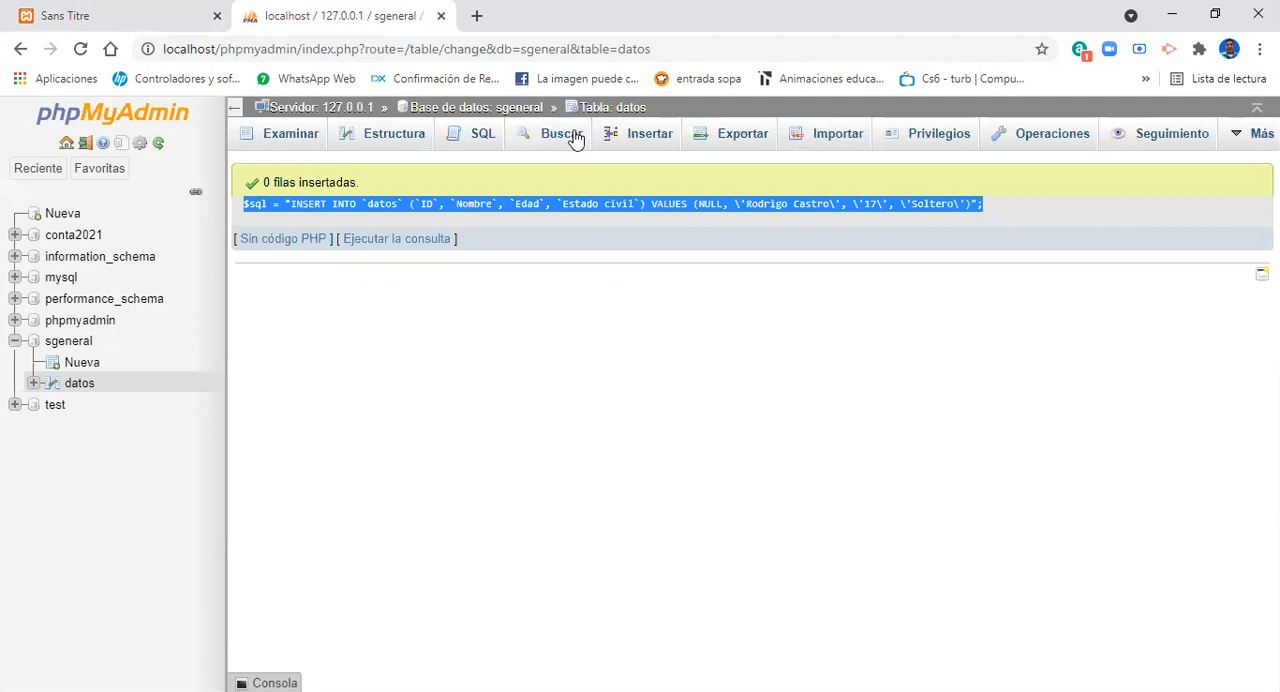 Sans Titre
localhost / 127.0.0.1 / sgeneral /
localhost/phpmyadmin/index.php?route=/table/change&db=sgeneral&table=datos
Aplicaciones Controladores y sof... WhatsApp Web Confirmación de Re... La imagen puede c... entrada sopa Animaciones educa... Cs6 - turb | Compu... » Lista de lectura
phpMyAdmin
Reciente Favoritas
Nueva
conta2021
information_schema
mysql
performance_schema
phpmyadmin
sgeneral
Nueva
datos
test
Servidor: 127.0.0.1 » Base de datos: sgeneral » Tabla: datos
Examinar Estructura SQL Buscar Insertar Exportar Importar Privilegios Operaciones Seguimiento Más
0 filas insertadas.
$sql = "INSERT INTO `datos` (`ID`, `Nombre`, `Edad`, `Estado civil`) VALUES (NULL, \'Rodrigo Castro\', \'17\', \'Soltero\')";
[ Sin código PHP ] [ Ejecutar la consulta ]
Consola